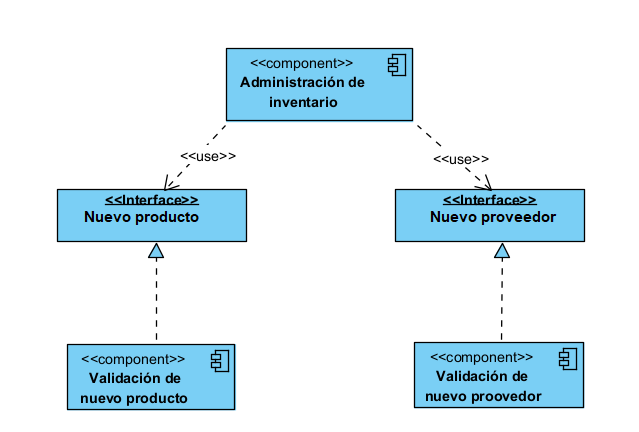 <<component>>
Administración de
inventario
<<use>>
<<use>>
<<Interface>>
Nuevo producto
<<Interface>>
Nuevo proveedor
<<component>>
Validación de
nuevo producto
<<component>>
Validación de
nuevo proovedor